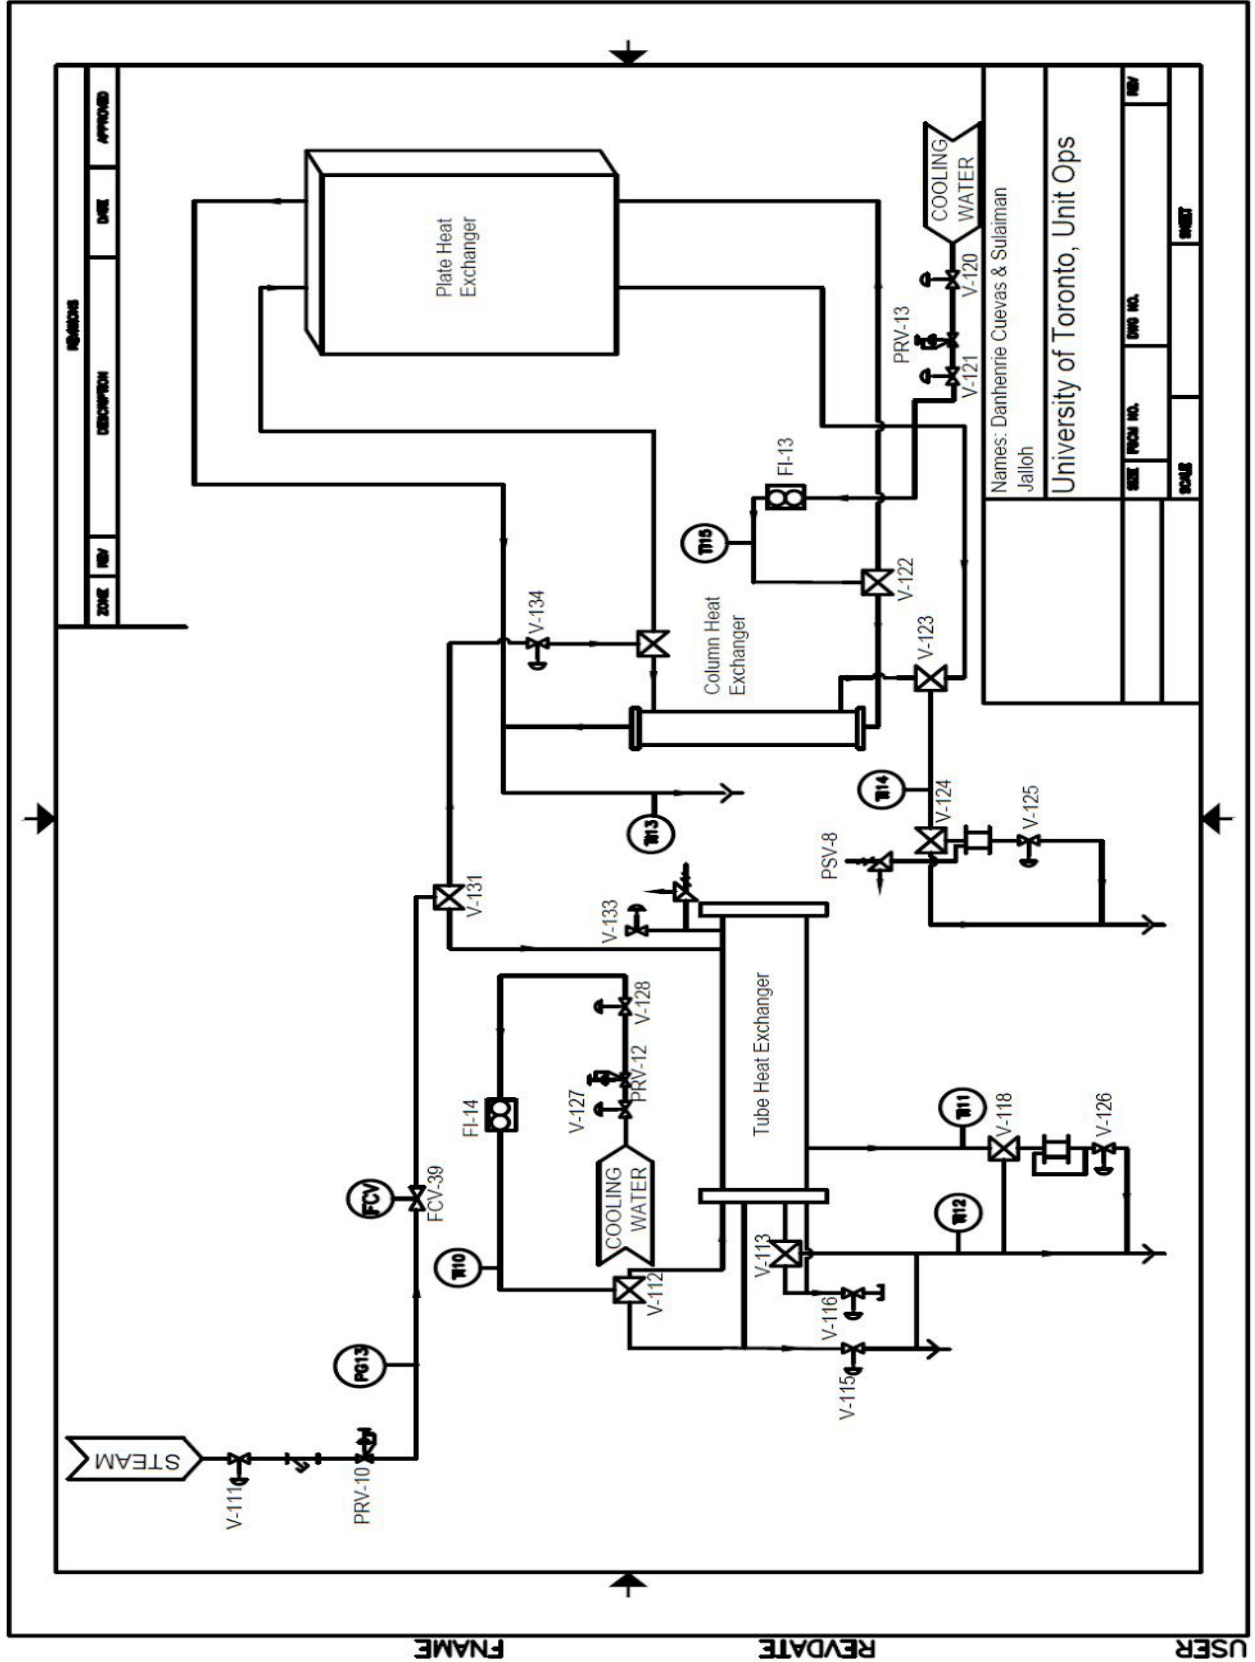 REVISIONS
ZONE
REV
DESCRIPTION
DATE
APPROVED
STEAM
V-111
PRV-10
PG13
FCV
FCV-39
V-131
V-134
Plate Heat
Exchanger
TI10
FI-14
COOLING
WATER
V-127
PRV-12
V-128
V-112
V-133
TI13
Column Heat
Exchanger
TI15
FI-13
V-122
V-121
PRV-13
V-120
COOLING
WATER
Tube Heat Exchanger
V-113
V-116
V-115
TI12
TI11
V-118
V-126
PSV-8
TI14
V-124
V-125
V-123
Names: Danhenrie Cuevas & Sulaiman
Jalloh
University of Toronto, Unit Ops
SIZE
FSCM NO.
DWG NO.
REV
SCALE
SHEET
FNAME
REVDATE
USER